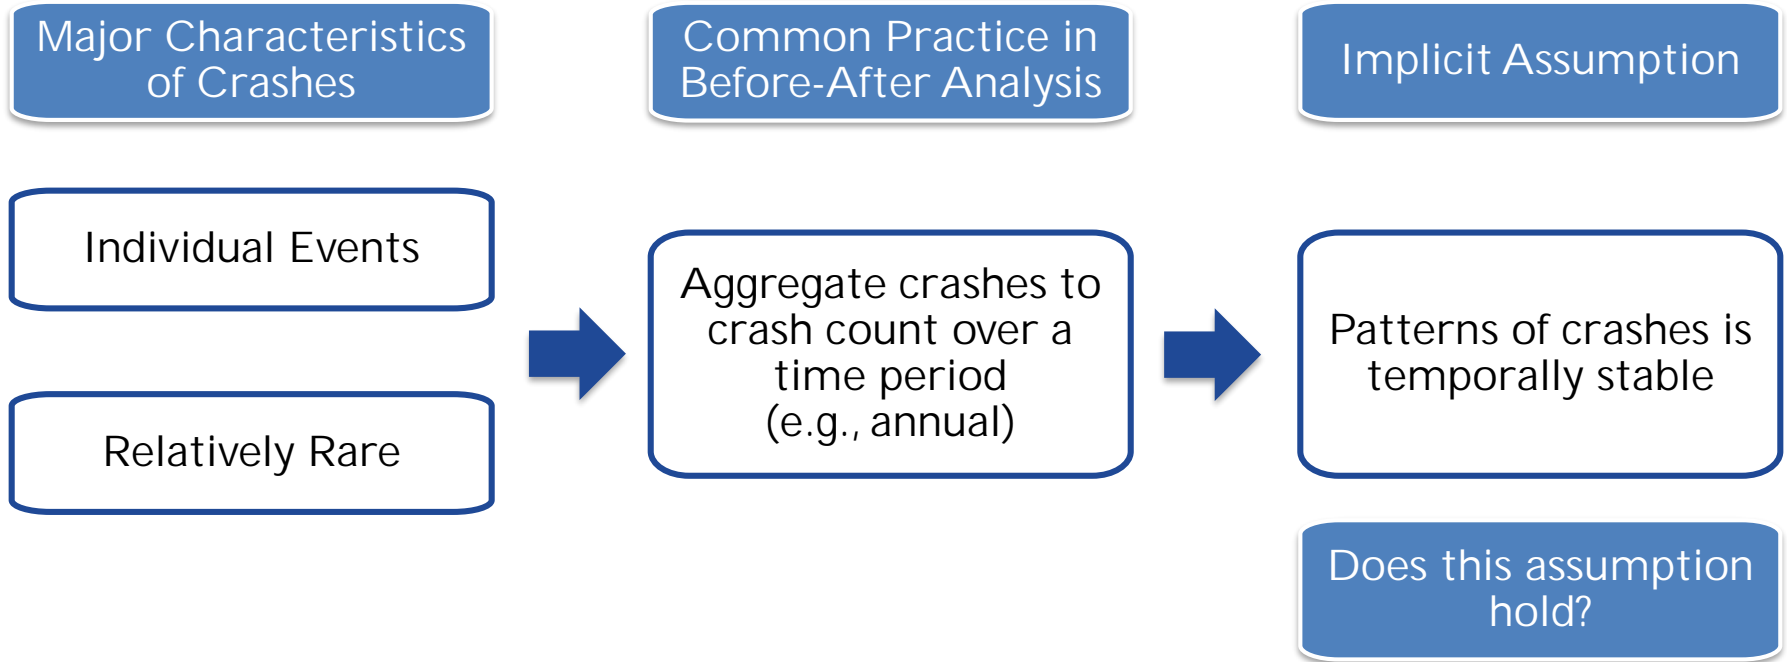 Major Characteristics
of Crashes
Individual Events
Relatively Rare
Common Practice in
Before-After Analysis
Aggregate crashes to
crash count over a
time period
(e.g., annual)
Implicit Assumption
Patterns of crashes is
temporally stable
Does this assumption
hold?